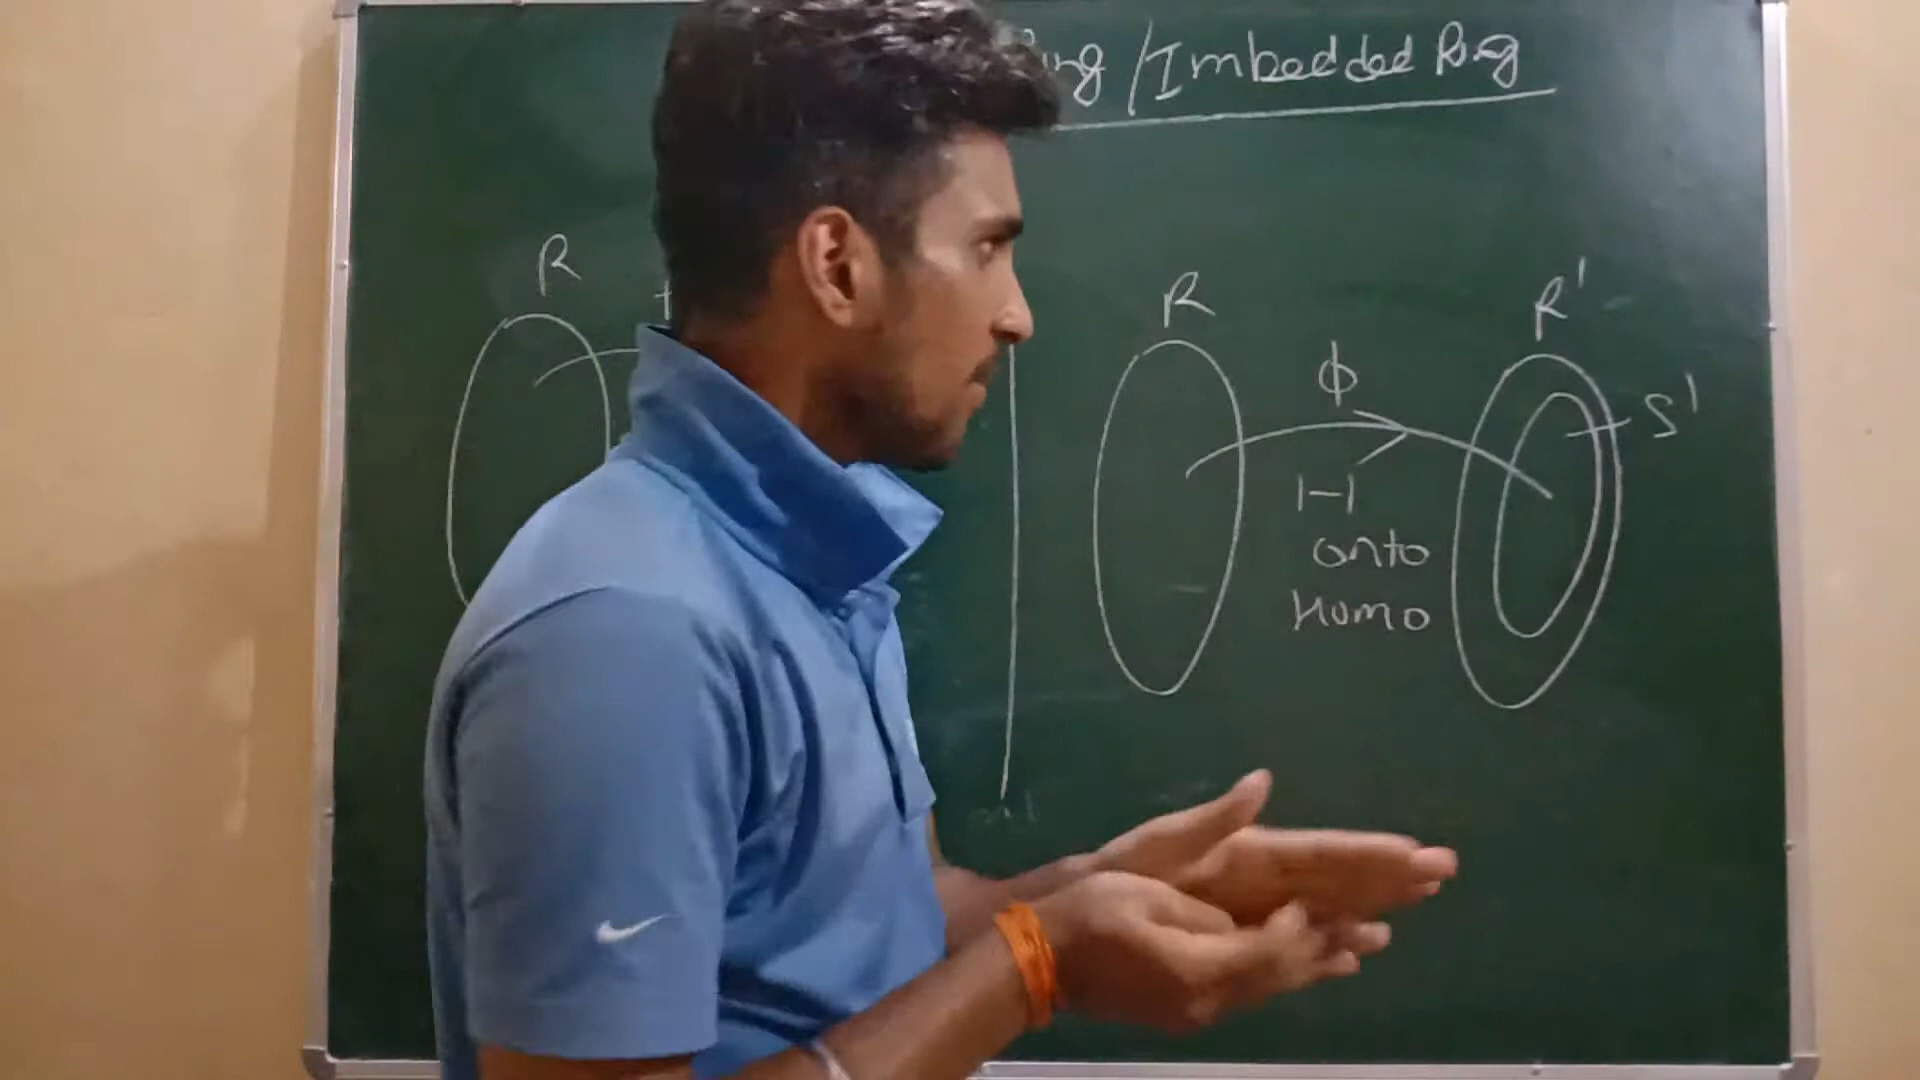 ing / Imbedded Ring
R
R
R'
ϕ
S'
1-1
onto
Homo